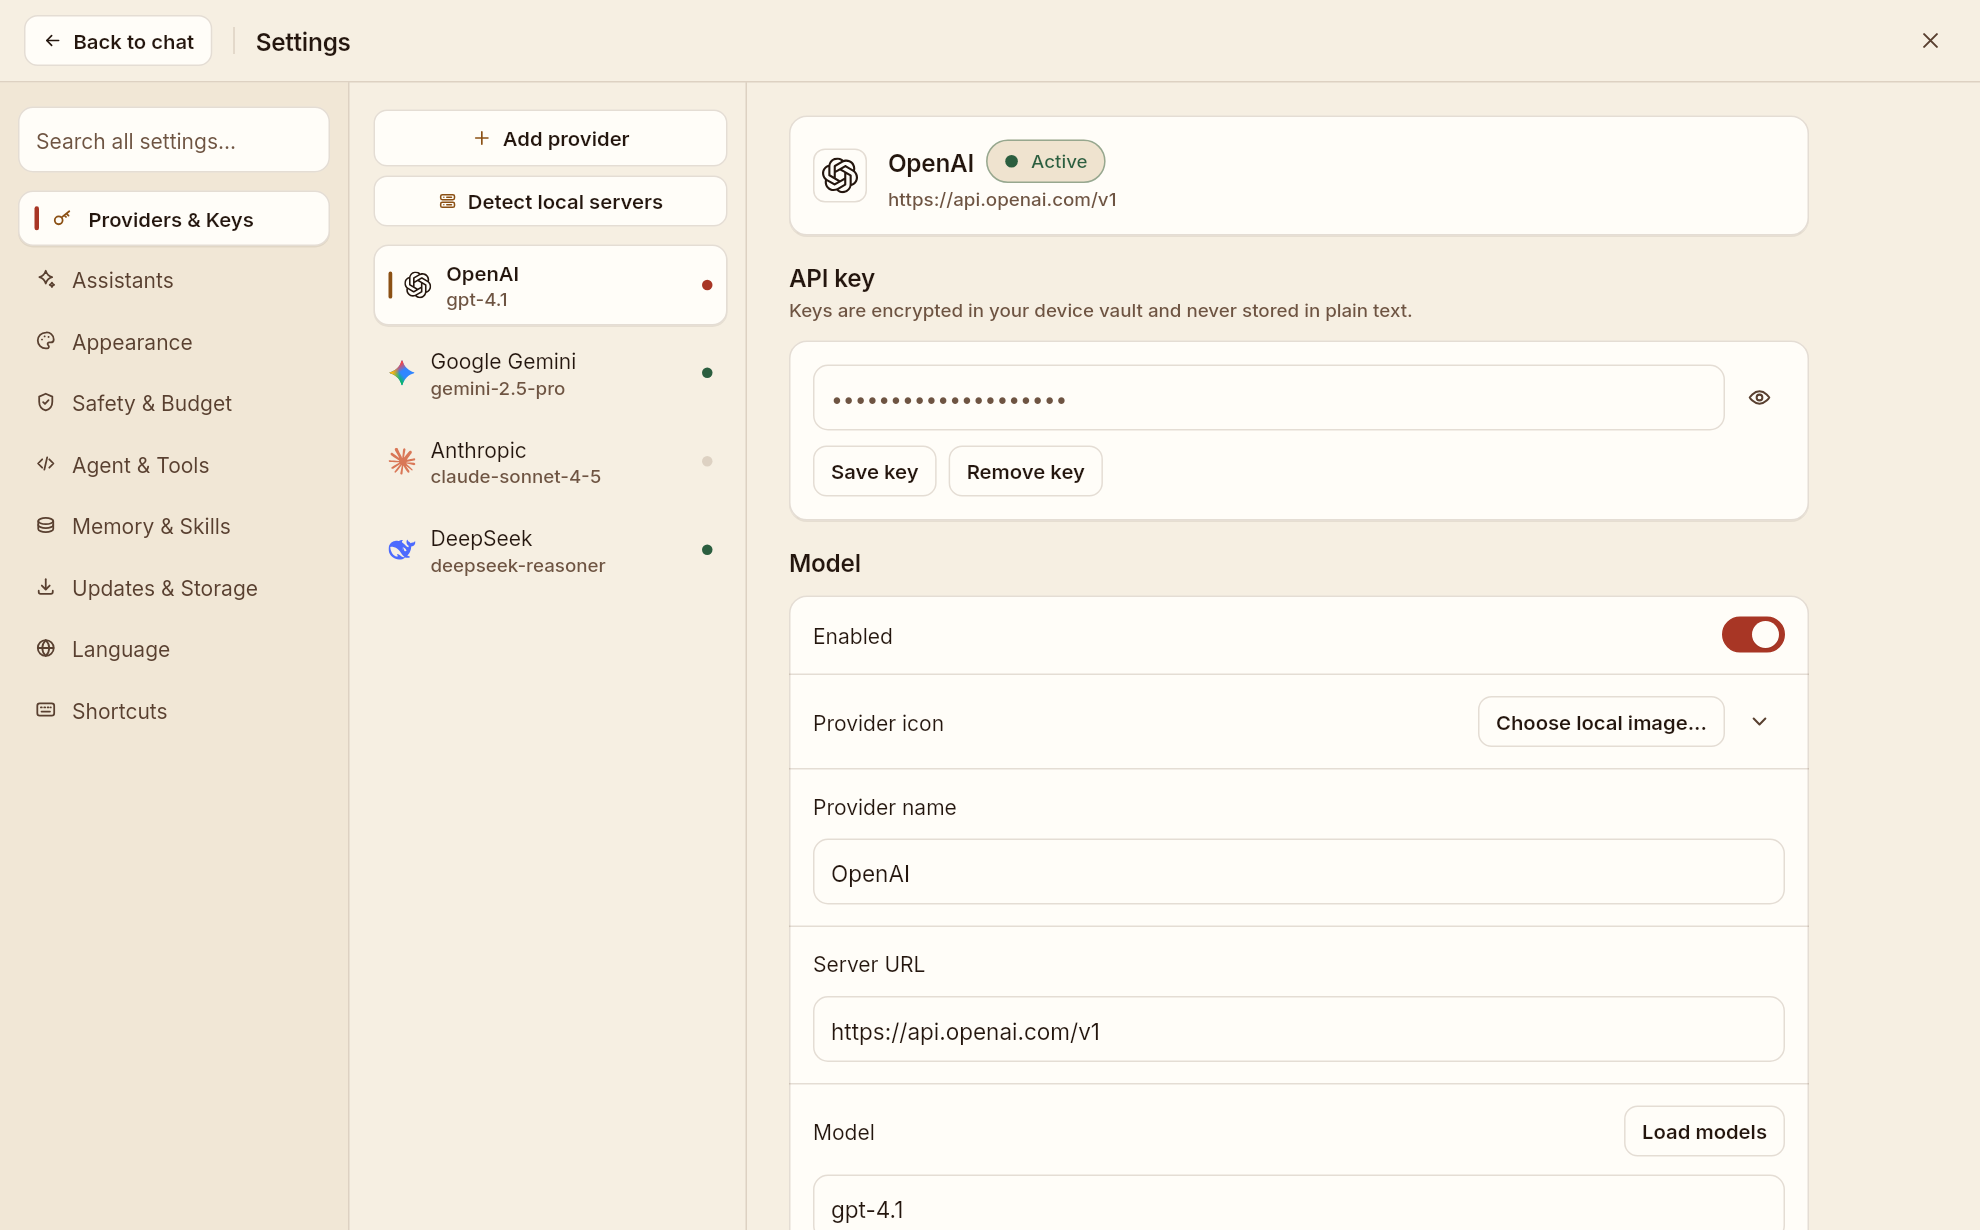 Back to chat
Settings
Search all settings...
Providers & Keys
Assistants
Appearance
Safety & Budget
Agent & Tools
Memory & Skills
Updates & Storage
Language
Shortcuts
Add provider
Detect local servers
OpenAI
gpt-4.1
Google Gemini
gemini-2.5-pro
Anthropic
claude-sonnet-4-5
DeepSeek
deepseek-reasoner
OpenAI
Active
https://api.openai.com/v1
API key
Keys are encrypted in your device vault and never stored in plain text.
••••••••••••••••••••
Save key
Remove key
Model
Enabled
Provider icon
Choose local image...
Provider name
OpenAI
Server URL
https://api.openai.com/v1
Model
Load models
gpt-4.1